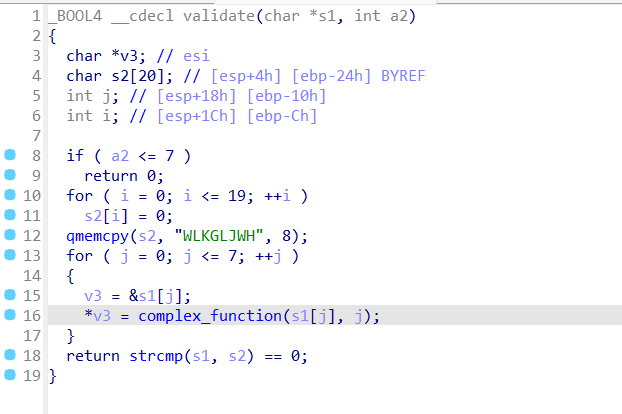 1 _BOOL4 __cdecl validate(char *s1, int a2)
2 {
3   char *v3; // esi
4   char s2[20]; // [esp+4h] [ebp-24h] BYREF
5   int j; // [esp+18h] [ebp-10h]
6   int i; // [esp+1Ch] [ebp-Ch]
7
8   if ( a2 <= 7 )
9     return 0;
10   for ( i = 0; i <= 19; ++i )
11     s2[i] = 0;
12   qmemcpy(s2, "WLKGLJWH", 8);
13   for ( j = 0; j <= 7; ++j )
14   {
15     v3 = &s1[j];
16     *v3 = complex_function(s1[j], j);
17   }
18   return strcmp(s1, s2) == 0;
19 }